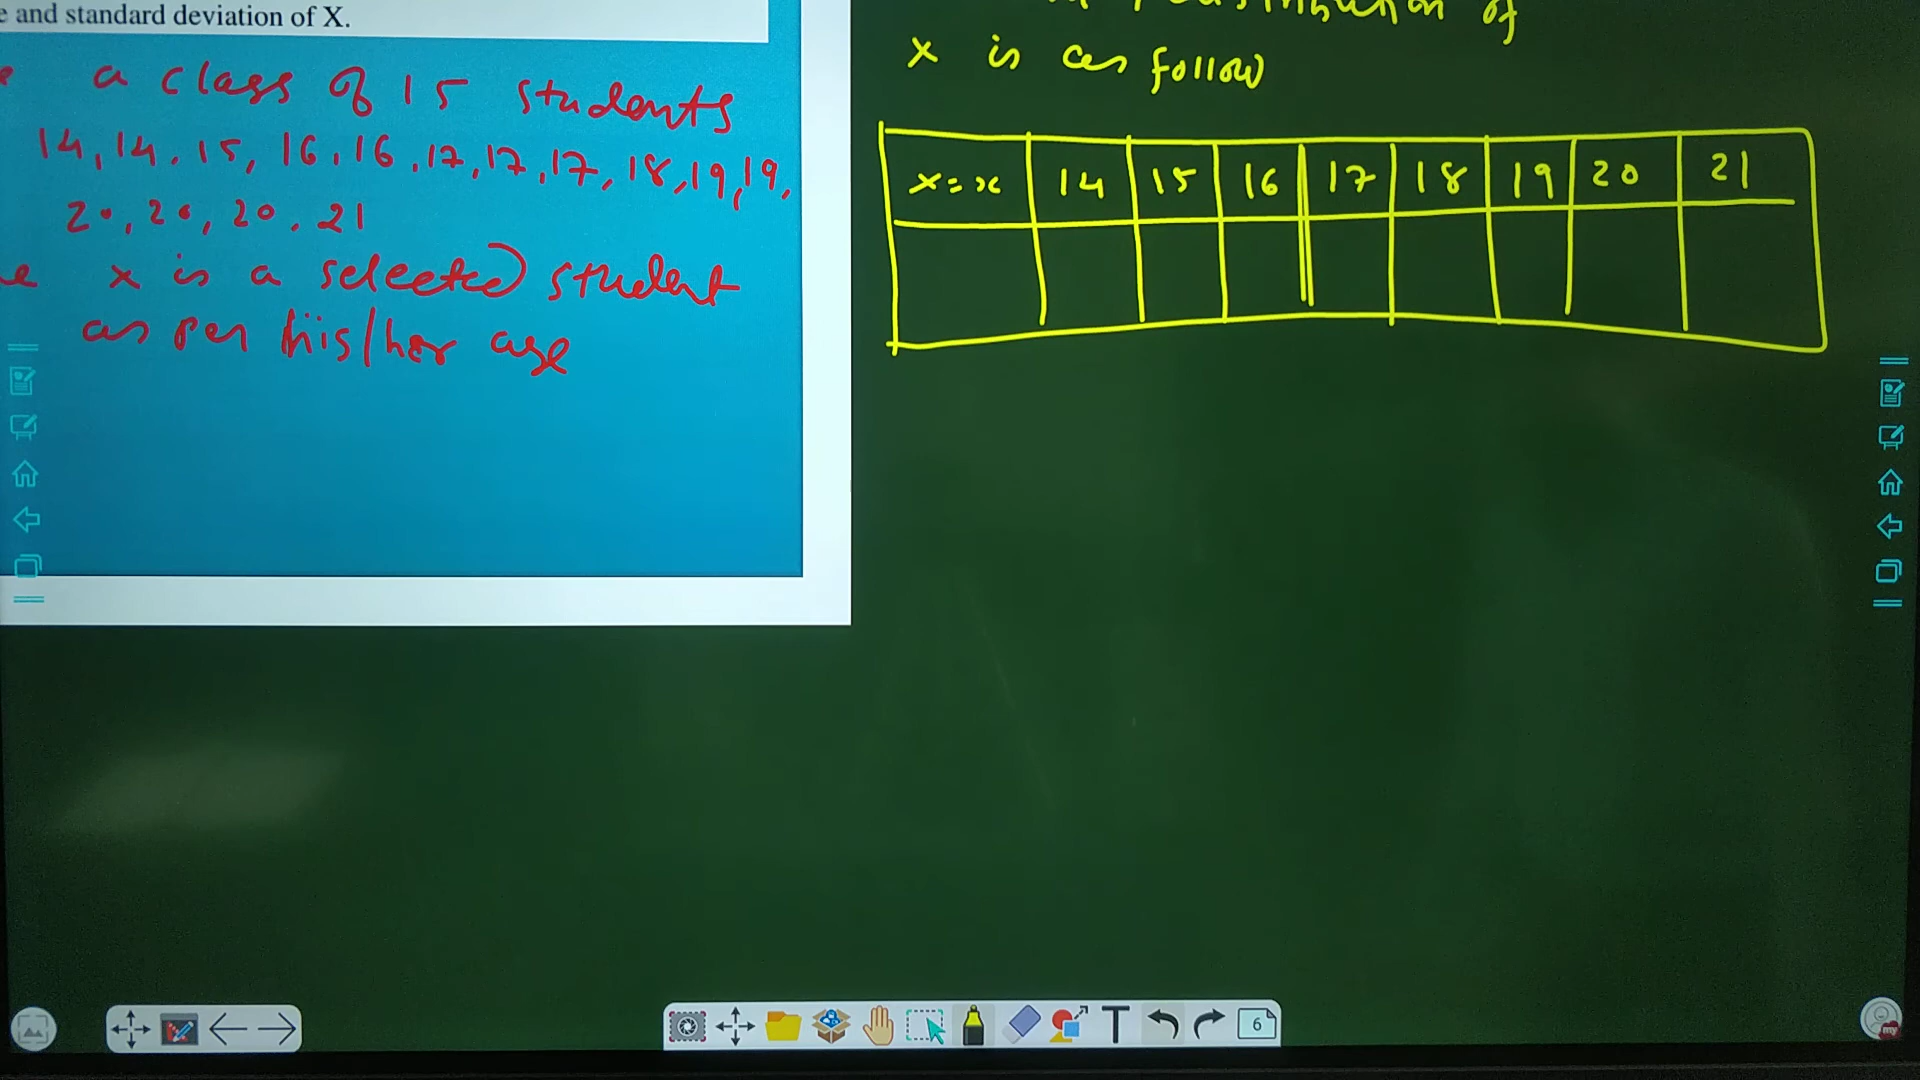 and standard deviation of X.
a class of 15 students
14, 14, 15, 16, 16, 17, 17, 17, 18, 19, 19,
20, 20, 20, 21
x is a selected student
as per his/her age
of
x is as follow
x=x 14 15 16 17 18 19 20 21
T 6
my